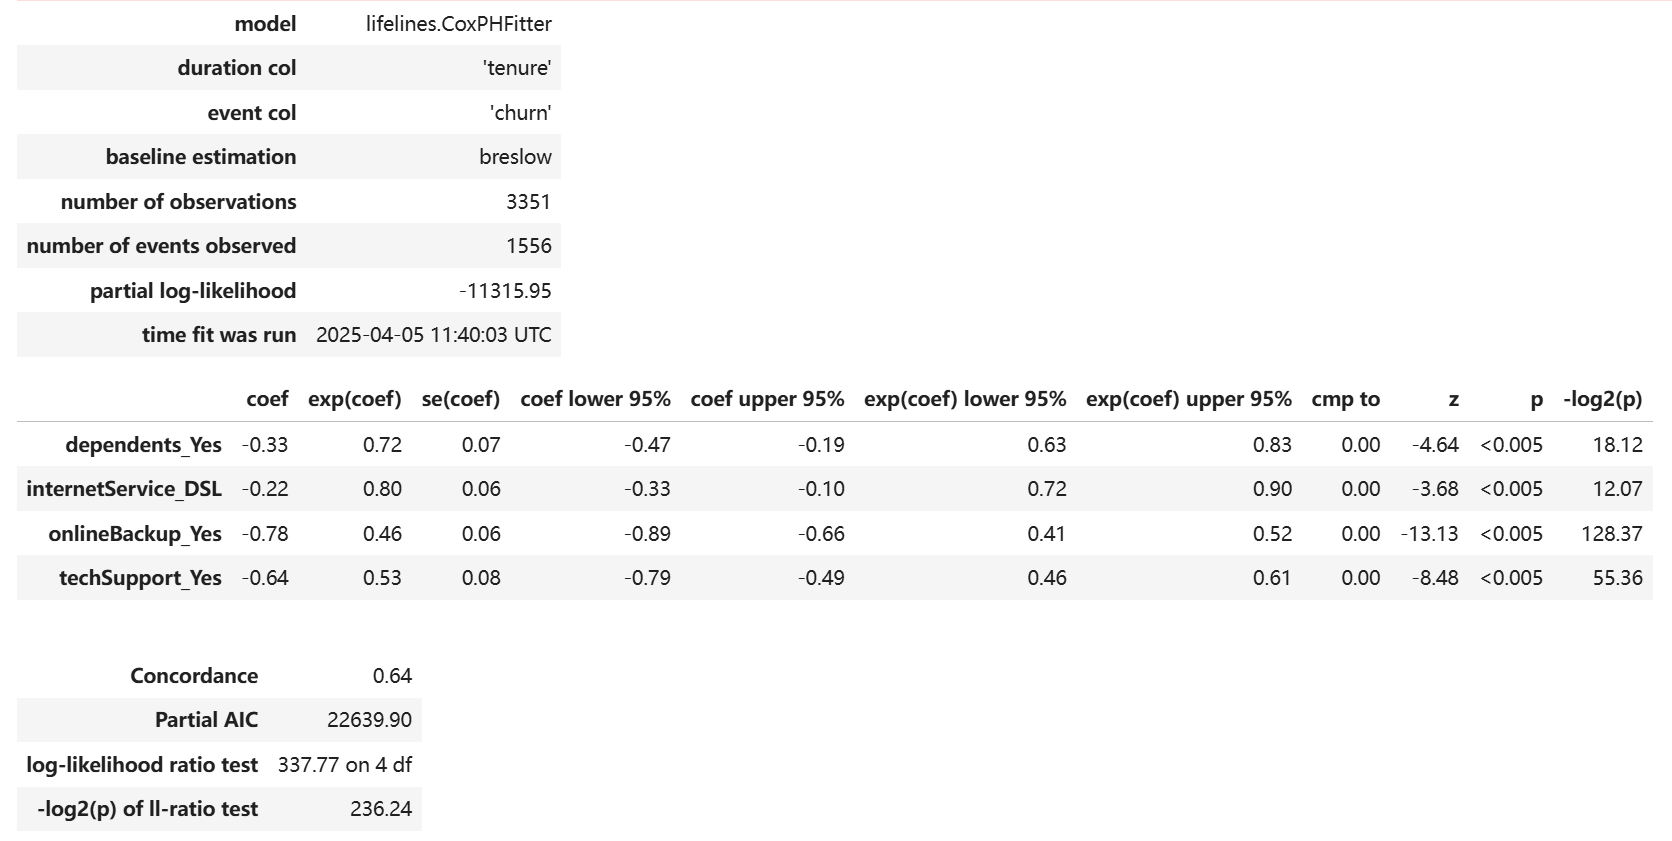 model lifelines.CoxPHFitter
duration col 'tenure'
event col 'churn'
baseline estimation breslow
number of observations 3351
number of events observed 1556
partial log-likelihood -11315.95
time fit was run 2025-04-05 11:40:03 UTC
coef exp(coef) se(coef) coef lower 95% coef upper 95% exp(coef) lower 95% exp(coef) upper 95% cmp to z p -log2(p)
dependents_Yes -0.33 0.72 0.07 -0.47 -0.19 0.63 0.83 0.00 -4.64 <0.005 18.12
internetService_DSL -0.22 0.80 0.06 -0.33 -0.10 0.72 0.90 0.00 -3.68 <0.005 12.07
onlineBackup_Yes -0.78 0.46 0.06 -0.89 -0.66 0.41 0.52 0.00 -13.13 <0.005 128.37
techSupport_Yes -0.64 0.53 0.08 -0.79 -0.49 0.46 0.61 0.00 -8.48 <0.005 55.36
Concordance 0.64
Partial AIC 22639.90
log-likelihood ratio test 337.77 on 4 df
-log2(p) of ll-ratio test 236.24